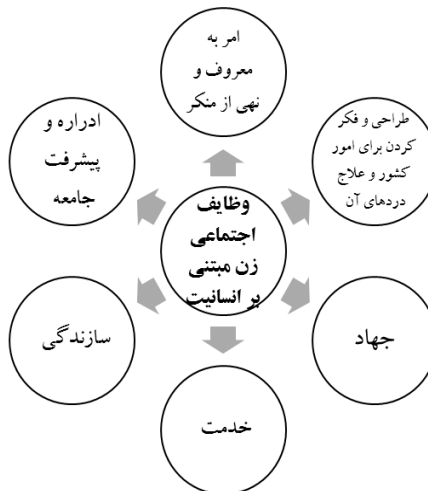 امر به
معروف و
نهی از منکر
طراحی و فکر
کردن برای امور
کشور و علاج
دردهای آن
جهاد
خدمت
سازندگی
ادراره و
پیشرفت
جامعه
وظایف
اجتماعی
زن مبتنی
بر انسانیت